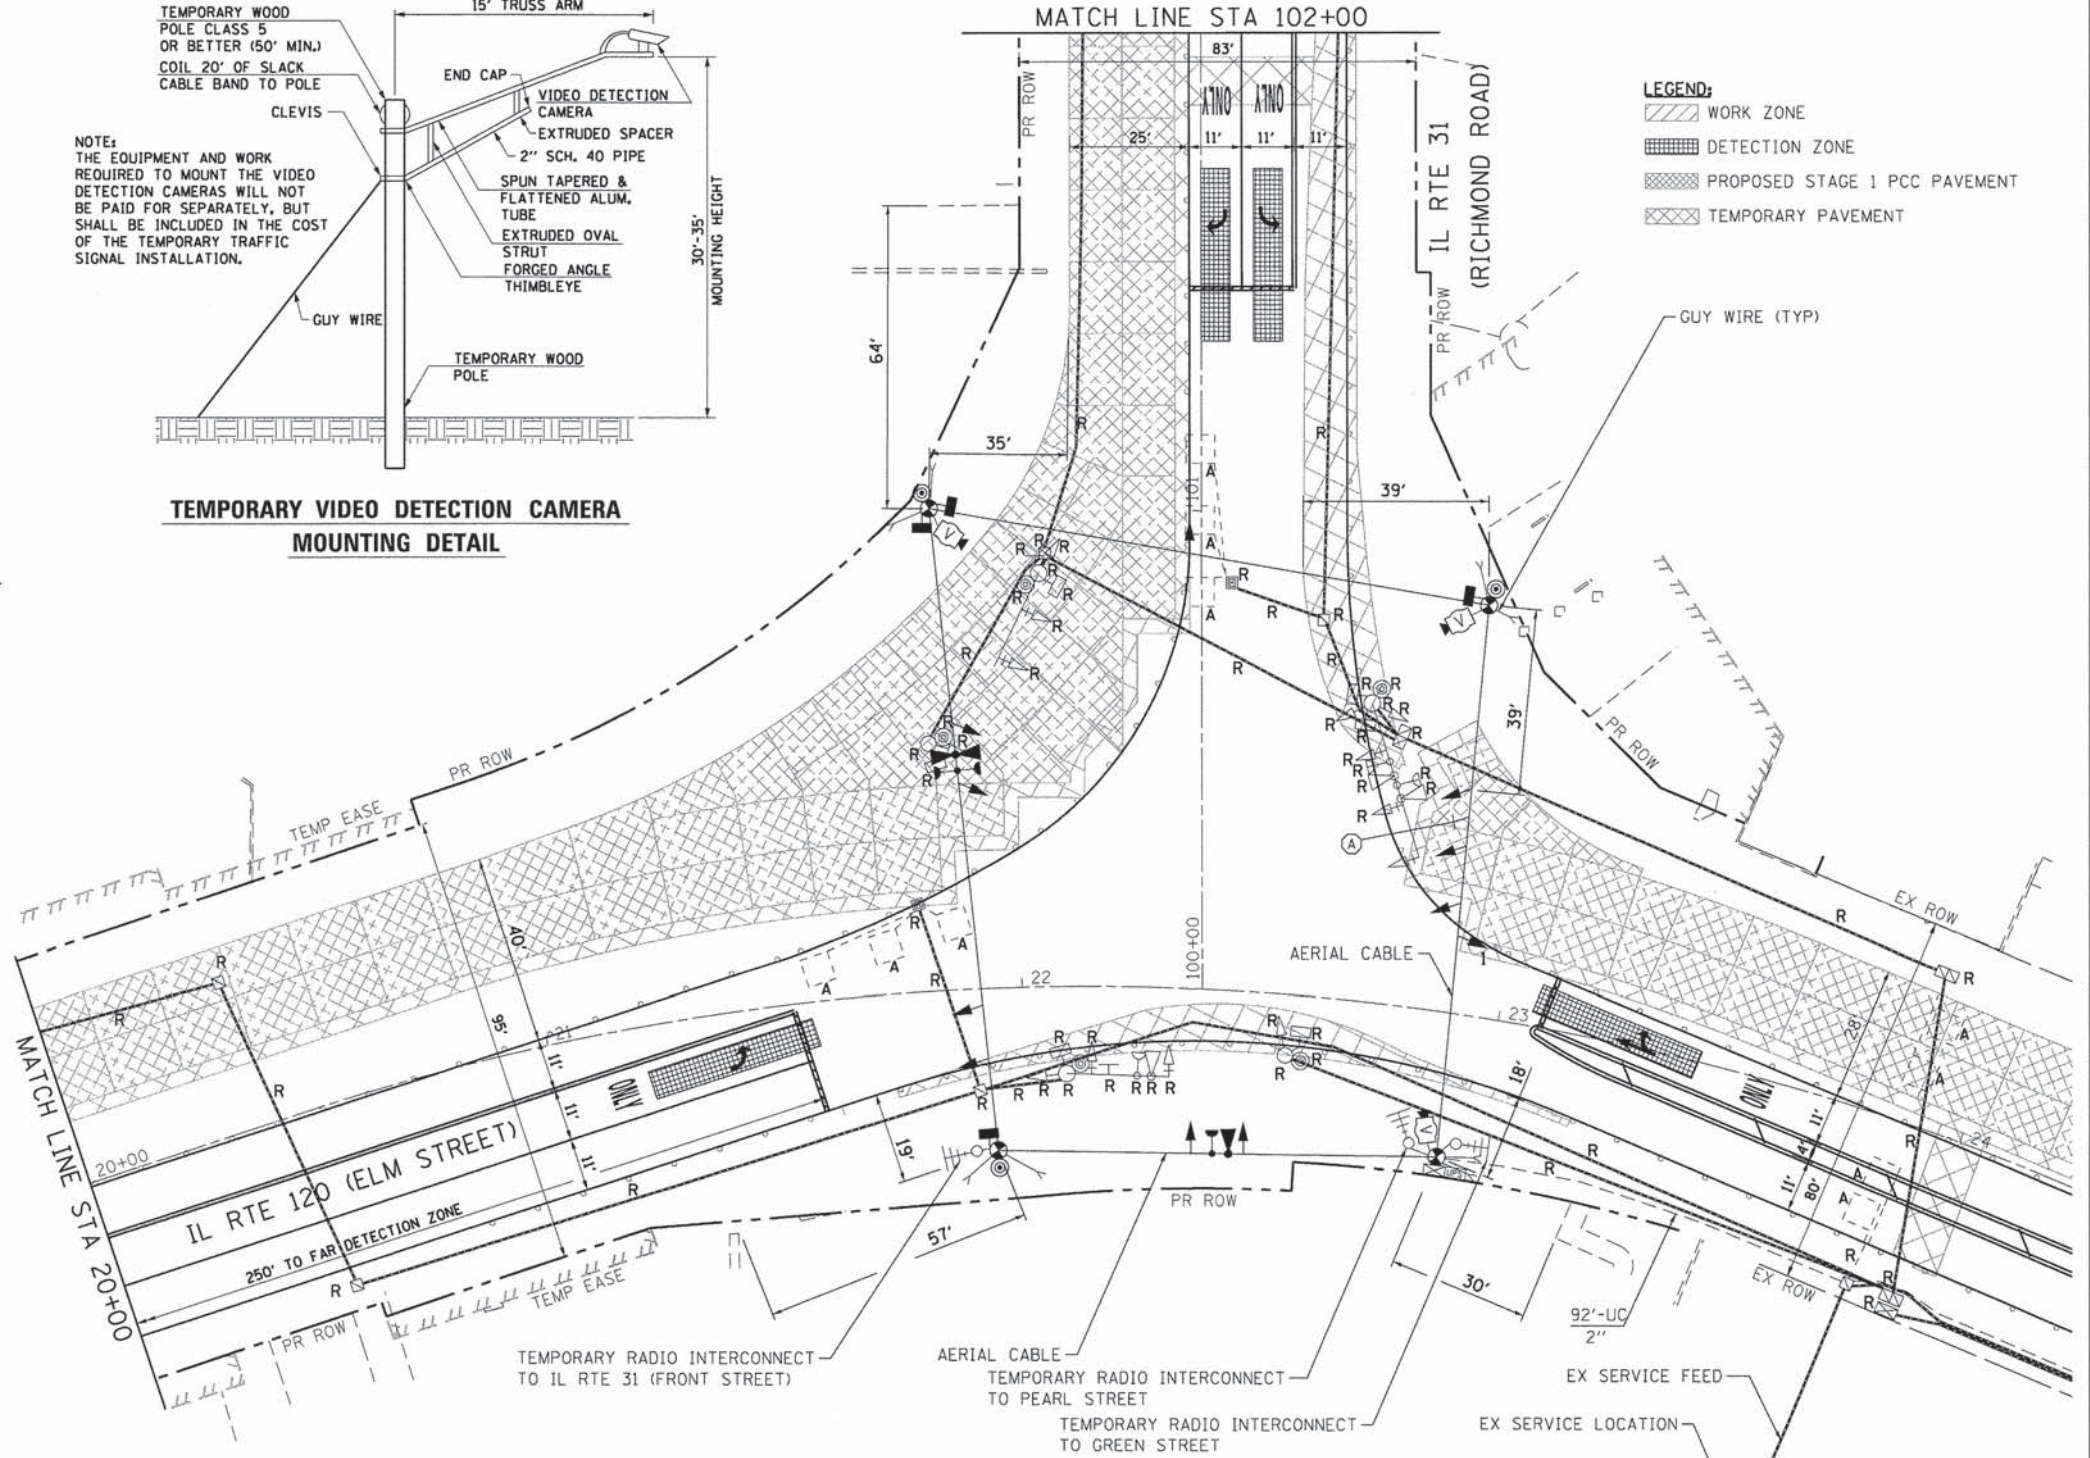 15' TRUSS ARM
TEMPORARY WOOD
POLE CLASS 5
OR BETTER (50' MIN.)
COIL 20' OF SLACK
CABLE BAND TO POLE
CLEVIS
END CAP
VIDEO DETECTION
CAMERA
EXTRUDED SPACER
2" SCH. 40 PIPE
SPUN TAPERED &
FLATTENED ALUM.
TUBE
EXTRUDED OVAL
STRUT
FORGED ANGLE
THIMBLEYE
NOTE:
THE EQUIPMENT AND WORK
REQUIRED TO MOUNT THE VIDEO
DETECTION CAMERAS WILL NOT
BE PAID FOR SEPARATELY, BUT
SHALL BE INCLUDED IN THE COST
OF THE TEMPORARY TRAFFIC
SIGNAL INSTALLATION.
GUY WIRE
TEMPORARY WOOD
POLE
30'-35'
MOUNTING HEIGHT
TEMPORARY VIDEO DETECTION CAMERA
MOUNTING DETAIL
MATCH LINE STA 102+00
83'
PR ROW
ONLY
ONLY
25'
11'
11'
11'
IL RTE 31
(RICHMOND ROAD)
PR ROW
LEGEND:
WORK ZONE
DETECTION ZONE
PROPOSED STAGE 1 PCC PAVEMENT
TEMPORARY PAVEMENT
GUY WIRE (TYP)
64'
35'
39'
39'
101
100+00
PR ROW
PR ROW
TEMP EASE
40'
95'
11'
11'
11'
21
22
23
24
20+00
MATCH LINE STA 20+00
IL RTE 120 (ELM STREET)
ONLY
250' TO FAR DETECTION ZONE
TEMP EASE
PR ROW
19'
57'
AERIAL CABLE
1
EX ROW
28'
11'
4'
11'
80'
ONLY
18'
30'
PR ROW
EX ROW
92'-UC
2"
TEMPORARY RADIO INTERCONNECT
TO IL RTE 31 (FRONT STREET)
AERIAL CABLE
TEMPORARY RADIO INTERCONNECT
TO PEARL STREET
TEMPORARY RADIO INTERCONNECT
TO GREEN STREET
EX SERVICE FEED
EX SERVICE LOCATION